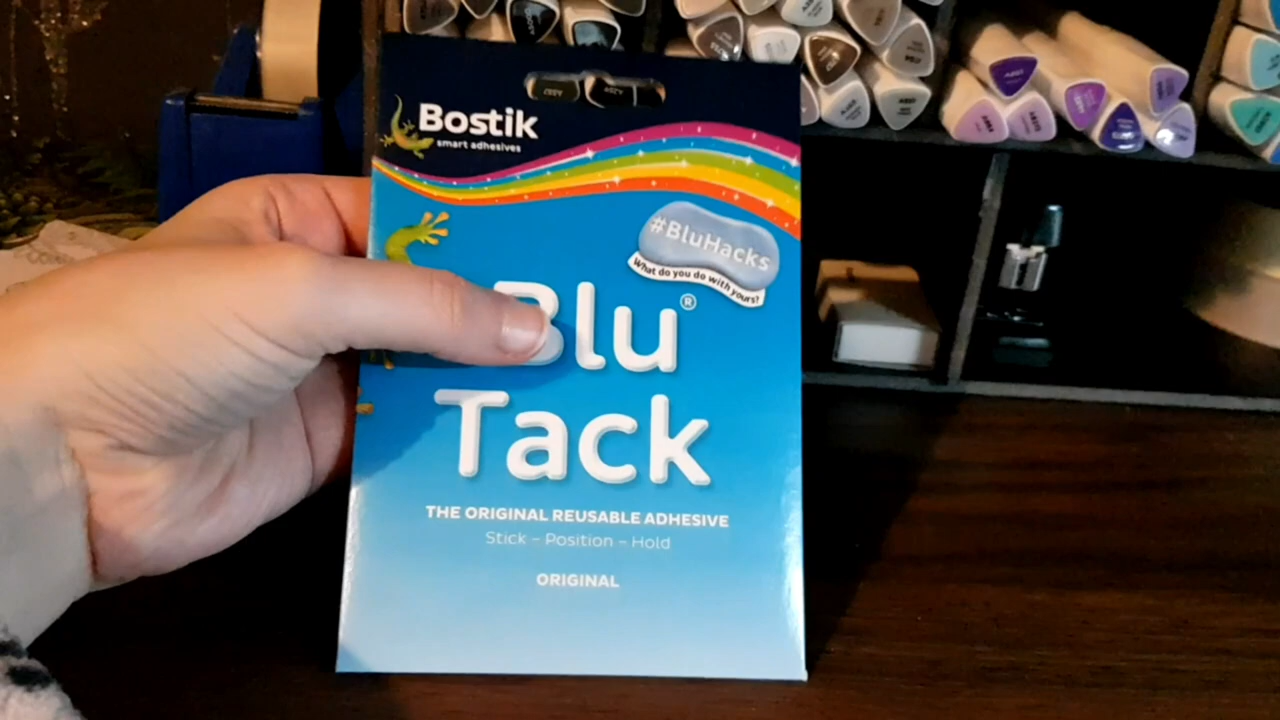 Bostik
smart adhesives
#BluHacks
What do you do with yours?
Blu®
Tack
THE ORIGINAL REUSABLE ADHESIVE
Stick – Position – Hold
ORIGINAL